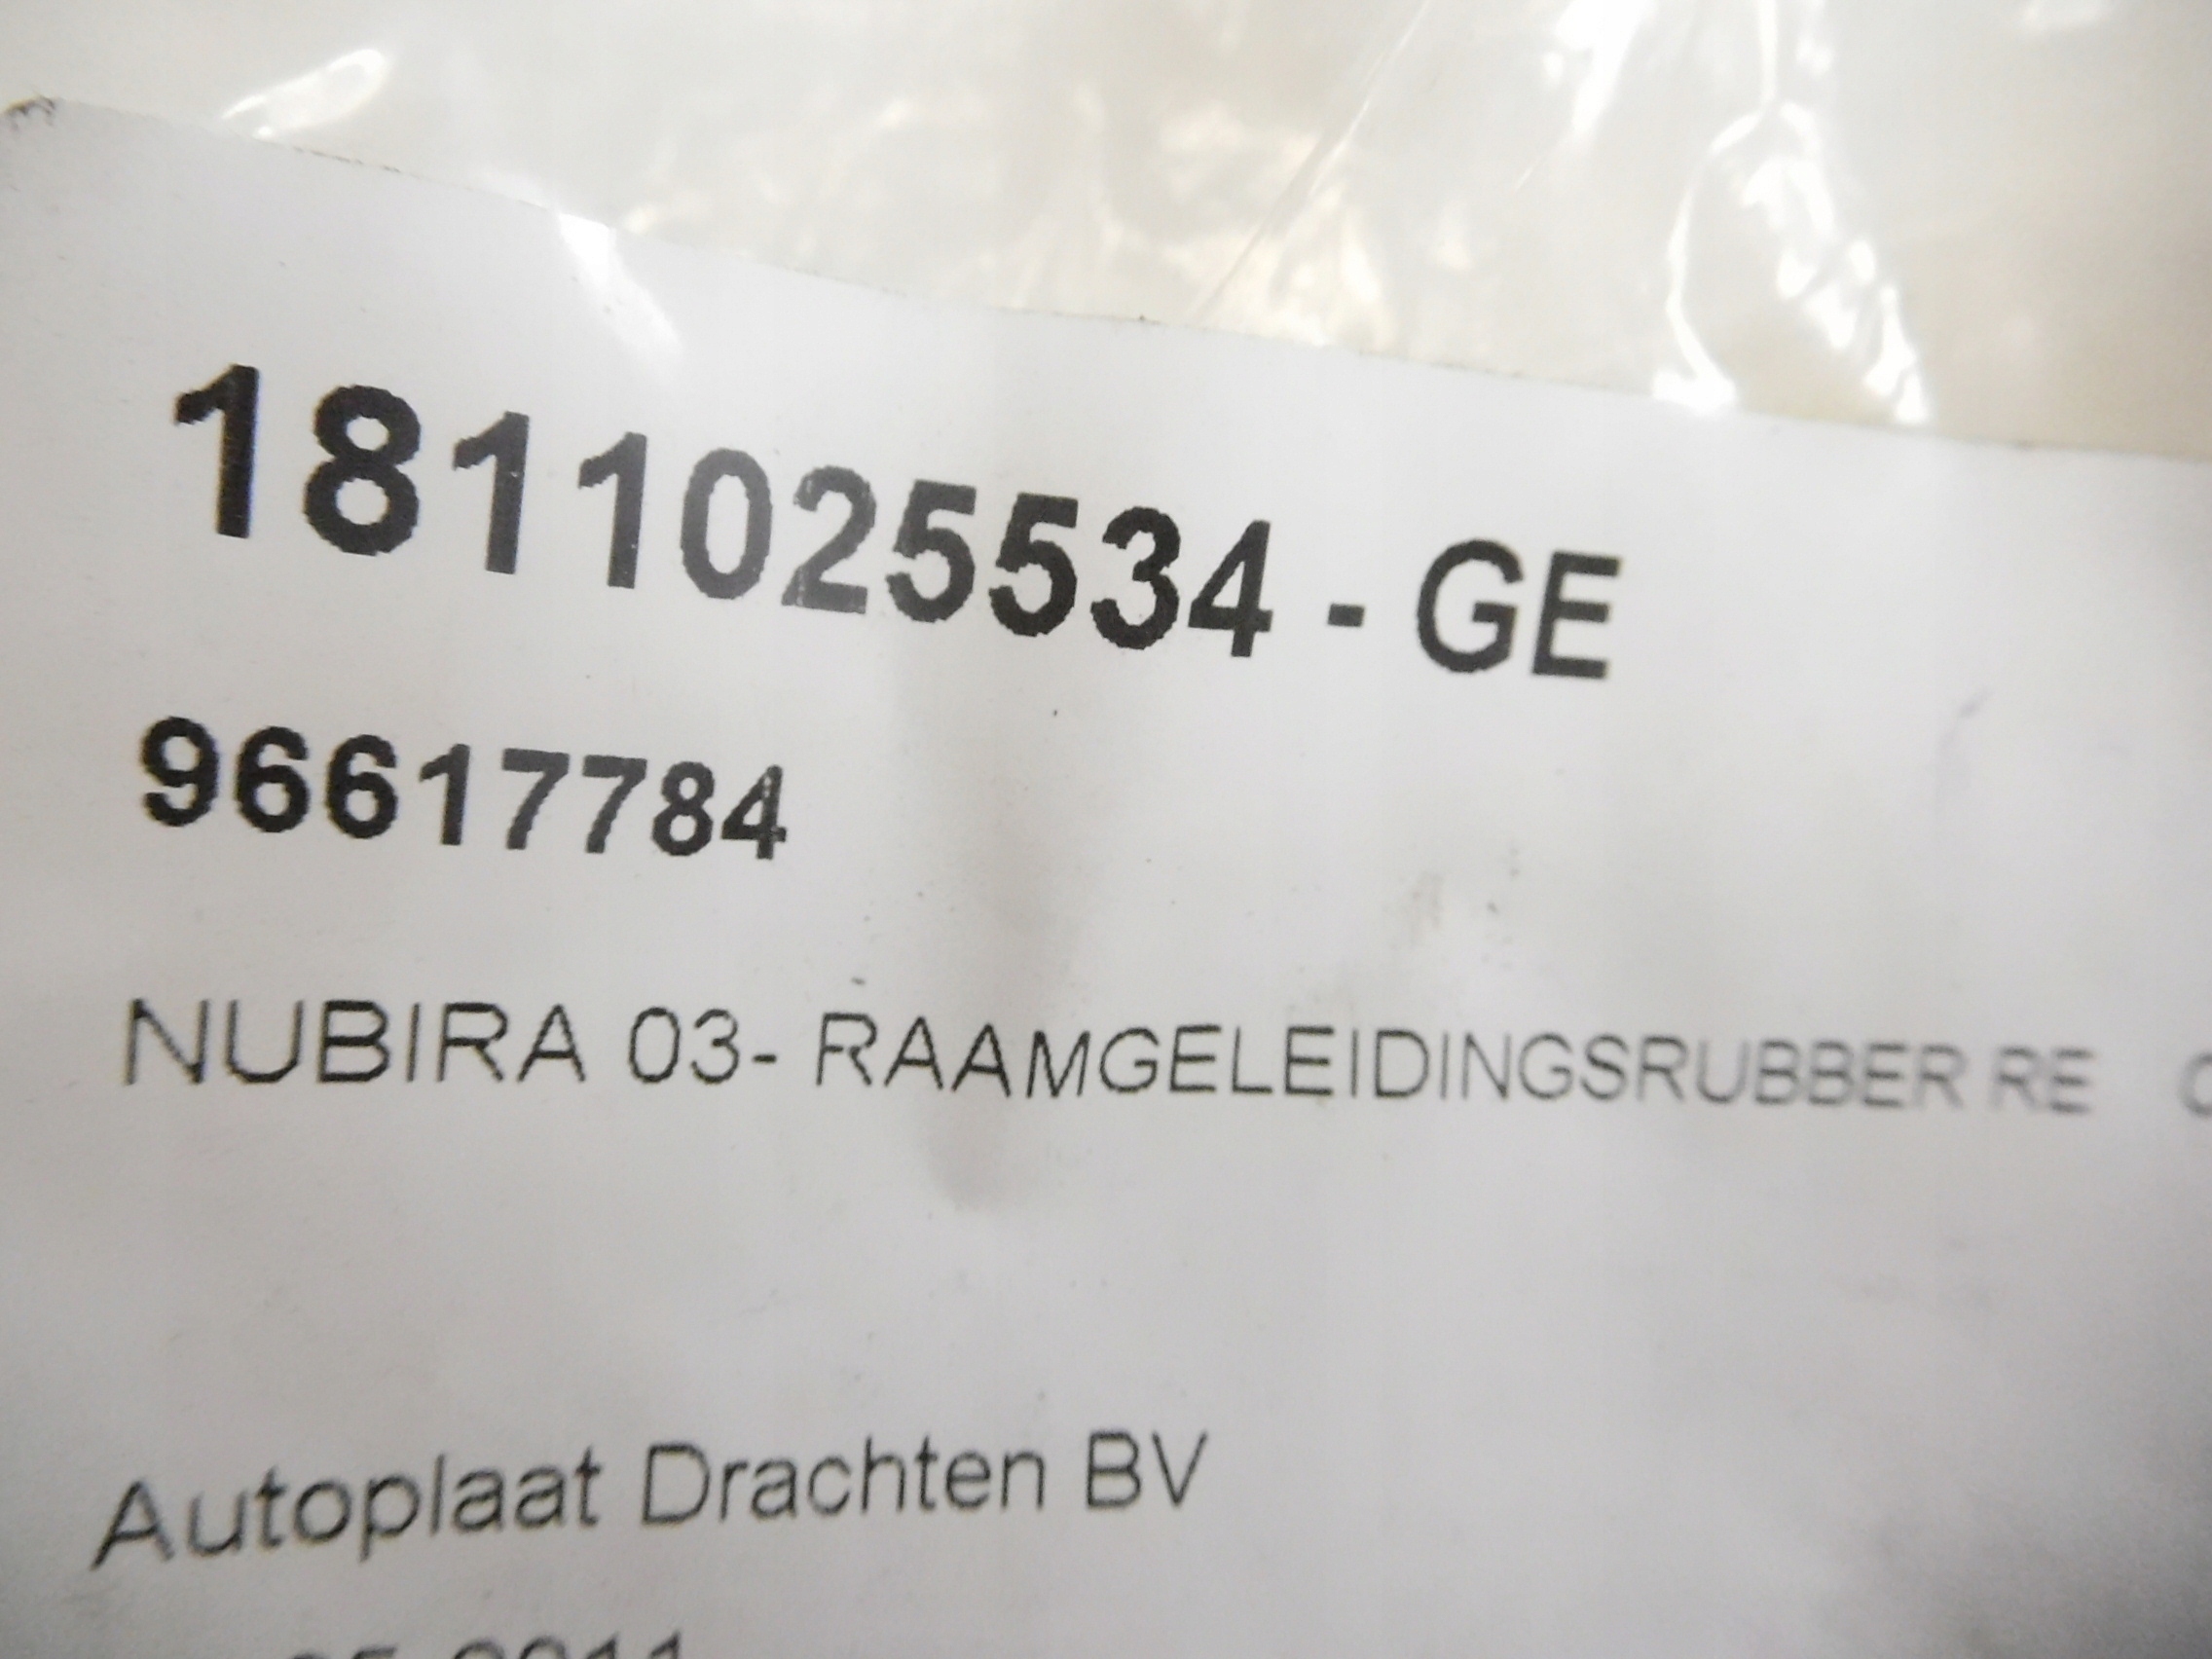 1811025534 - GE
96617784
NUBIRA 03- RAAMGELEIDINGSRUBBER RE
Autoplaat Drachten BV